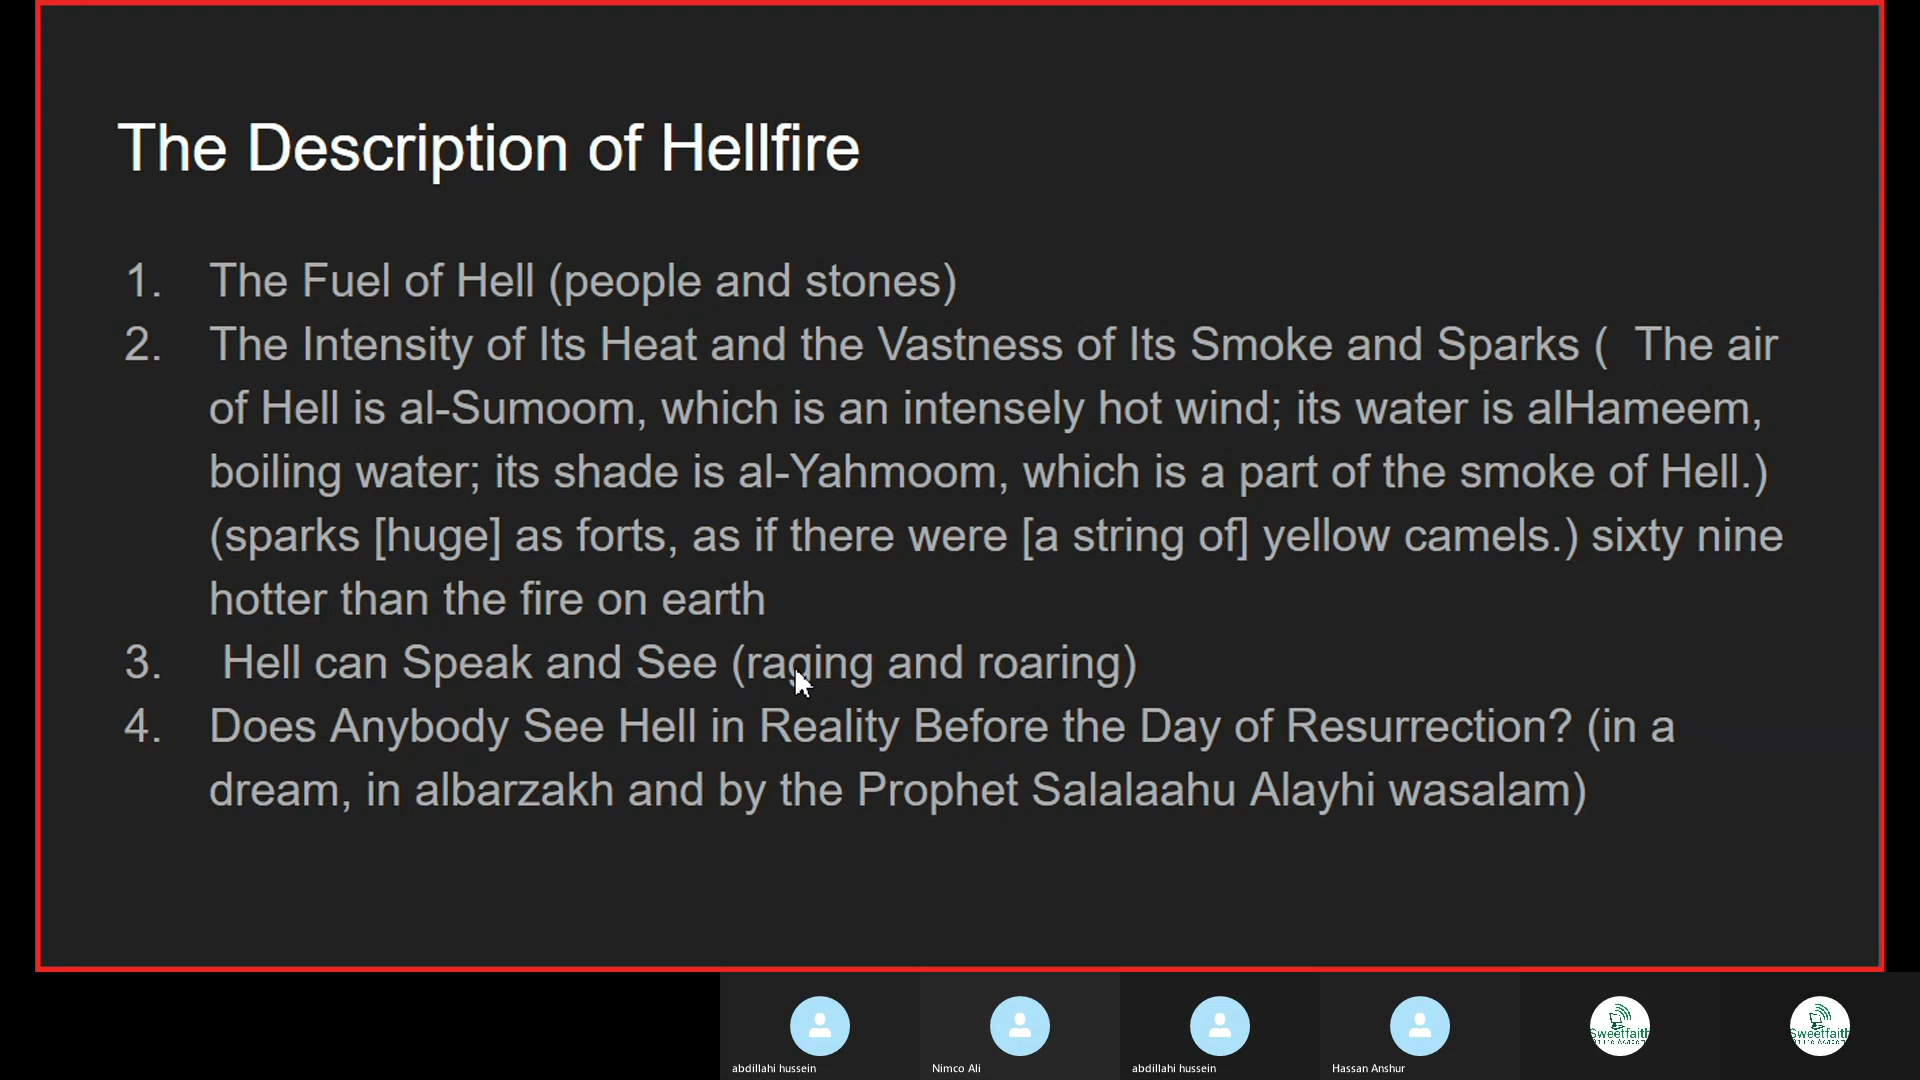 The Description of Hellfire
1. The Fuel of Hell (people and stones)
2. The Intensity of Its Heat and the Vastness of Its Smoke and Sparks ( The air
of Hell is al-Sumoom, which is an intensely hot wind; its water is alHameem,
boiling water; its shade is al-Yahmoom, which is a part of the smoke of Hell.)
(sparks [huge] as forts, as if there were [a string of] yellow camels.) sixty nine
hotter than the fire on earth
3. Hell can Speak and See (raging and roaring)
4. Does Anybody See Hell in Reality Before the Day of Resurrection? (in a
dream, in albarzakh and by the Prophet Salalaahu Alayhi wasalam)
Sweetfaith
Sweetfaith
abdillahi hussein
Nimco Ali
abdillahi hussein
Hassan Anshur